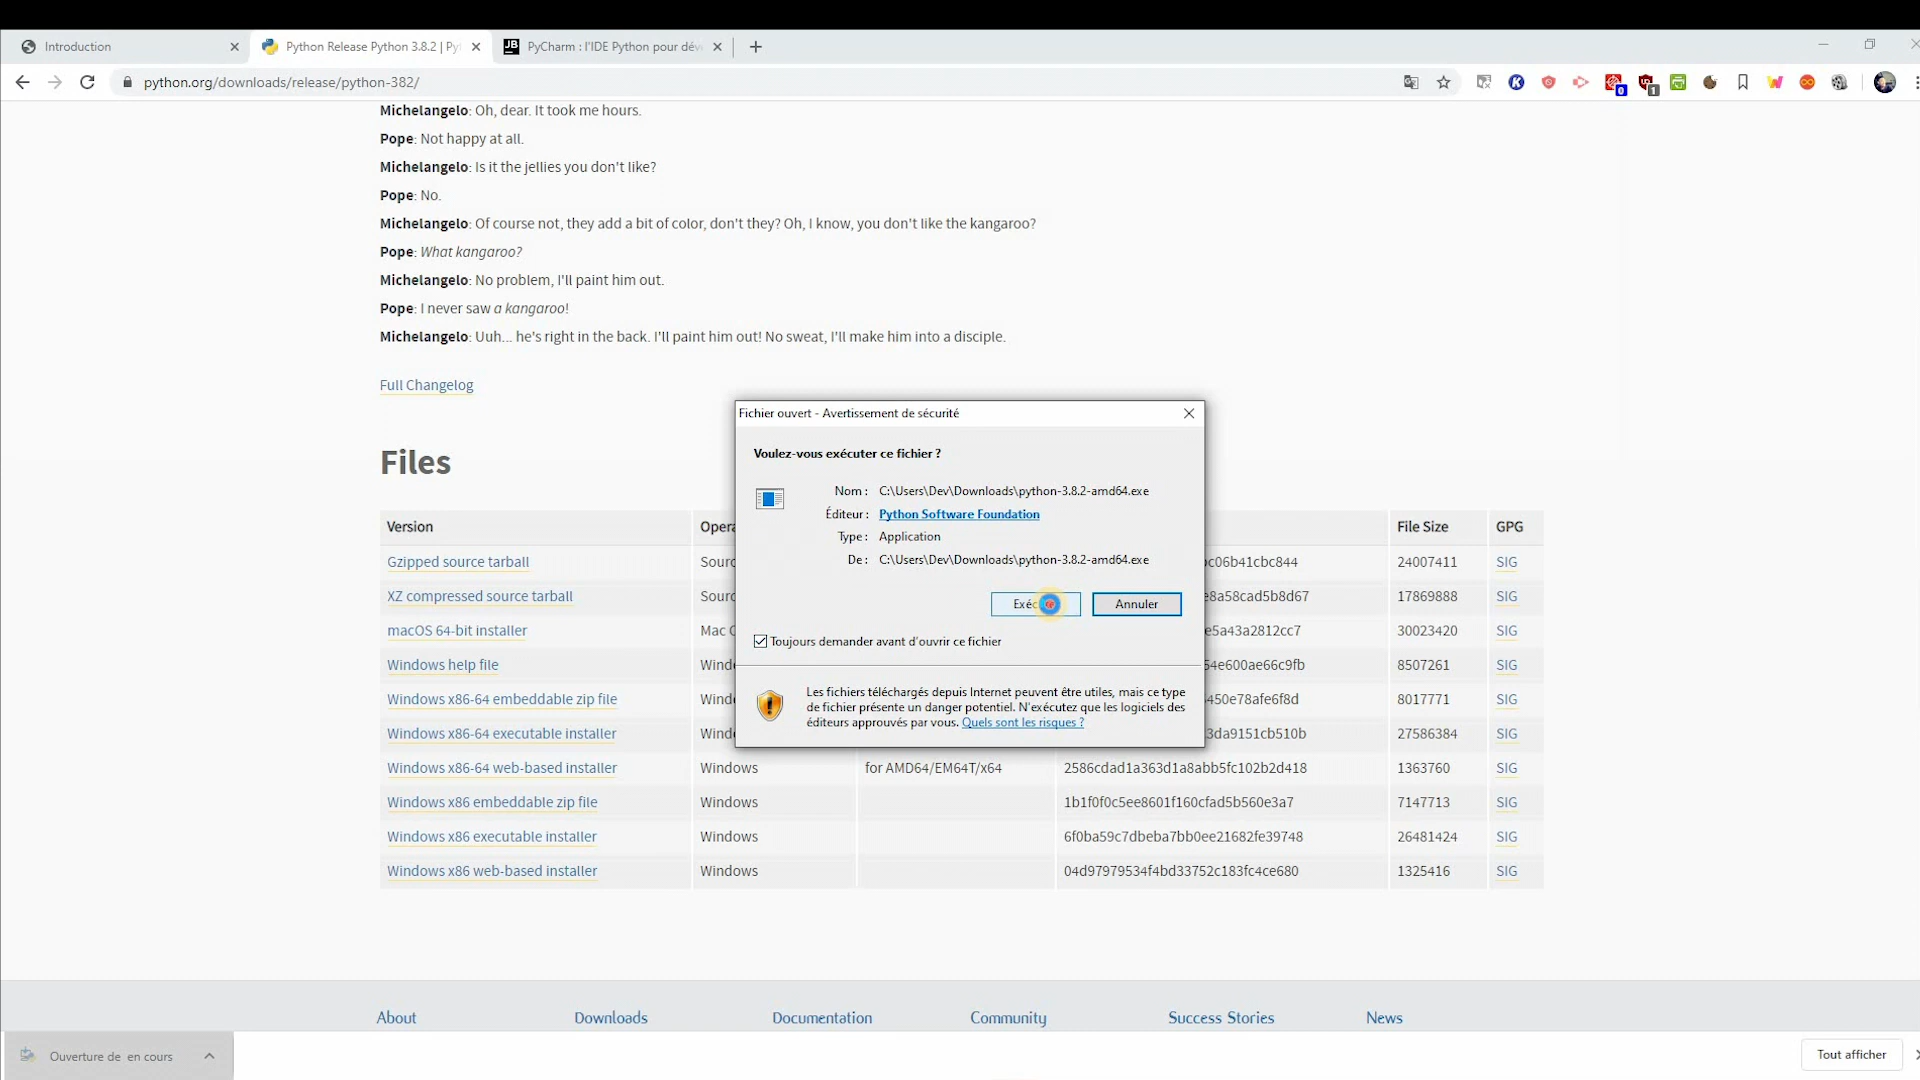 Introduction
Python Release Python 3.8.2 | Py
PyCharm : l'IDE Python pour dév
python.org/downloads/release/python-382/
0
1
Michelangelo: Oh, dear. It took me hours.
Pope: Not happy at all.
Michelangelo: Is it the jellies you don't like?
Pope: No.
Michelangelo: Of course not, they add a bit of color, don't they? Oh, I know, you don't like the kangaroo?
Pope: What kangaroo?
Michelangelo: No problem, I'll paint him out.
Pope: I never saw a kangaroo!
Michelangelo: Uuh... he's right in the back. I'll paint him out! No sweat, I'll make him into a disciple.
Full Changelog
Files
Version Opera File Size GPG
Gzipped source tarball Sourc c06b41cbc844 24007411 SIG
XZ compressed source tarball Sourc e8a58cad5b8d67 17869888 SIG
macOS 64-bit installer Mac O e5a43a2812cc7 30023420 SIG
Windows help file Windo 54e600ae66c9fb 8507261 SIG
Windows x86-64 embeddable zip file Windo 450e78afe6f8d 8017771 SIG
Windows x86-64 executable installer Windo 3da9151cb510b 27586384 SIG
Windows x86-64 web-based installer Windows for AMD64/EM64T/x64 2586cdad1a363d1a8abb5fc102b2d418 1363760 SIG
Windows x86 embeddable zip file Windows 1b1f0f0c5ee8601f160cfad5b560e3a7 7147713 SIG
Windows x86 executable installer Windows 6f0ba59c7dbeba7bb0ee21682fe39748 26481424 SIG
Windows x86 web-based installer Windows 04d97979534f4bd33752c183fc4ce680 1325416 SIG
Fichier ouvert - Avertissement de sécurité
Voulez-vous exécuter ce fichier ?
Nom : C:\Users\Dev\Downloads\python-3.8.2-amd64.exe
Éditeur : Python Software Foundation
Type : Application
De : C:\Users\Dev\Downloads\python-3.8.2-amd64.exe
Exéc Annuler
Toujours demander avant d'ouvrir ce fichier
Les fichiers téléchargés depuis Internet peuvent être utiles, mais ce type
de fichier présente un danger potentiel. N'exécutez que les logiciels des
éditeurs approuvés par vous. Quels sont les risques ?
About Downloads Documentation Community Success Stories News
Ouverture de en cours
Tout afficher